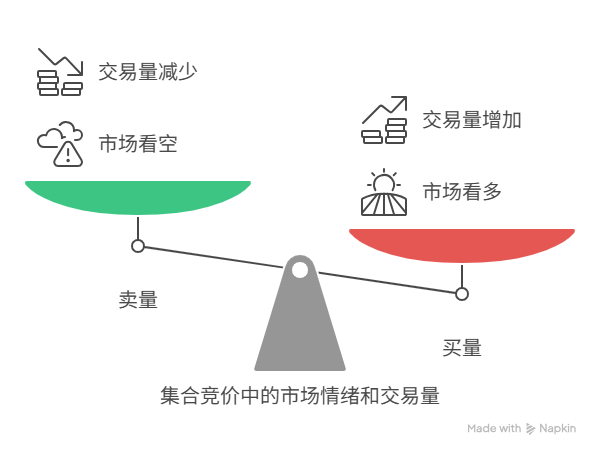 交易量减少
市场看空
交易量增加
市场看多
卖量
买量
集合竞价中的市场情绪和交易量
Made with Napkin